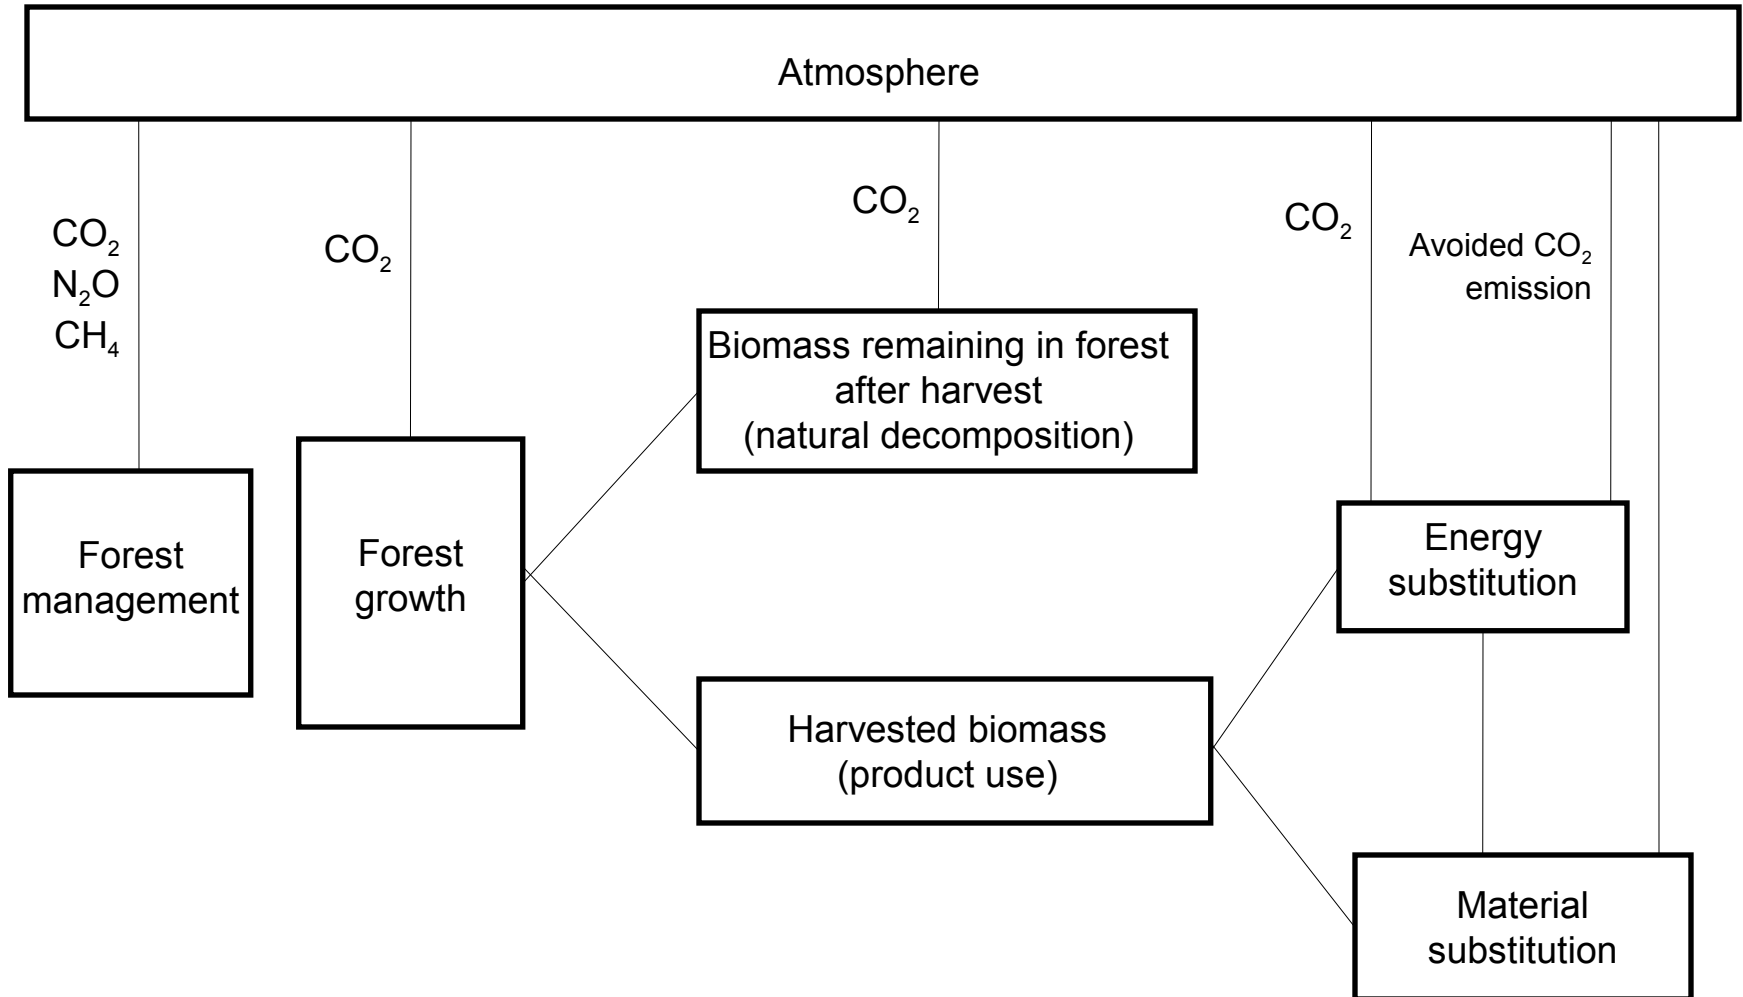 Atmosphere
CO₂
N₂O
CH₄
CO₂
CO₂
CO₂
Avoided CO₂
emission
Biomass remaining in forest
after harvest
(natural decomposition)
Forest
management
Forest
growth
Energy
substitution
Harvested biomass
(product use)
Material
substitution